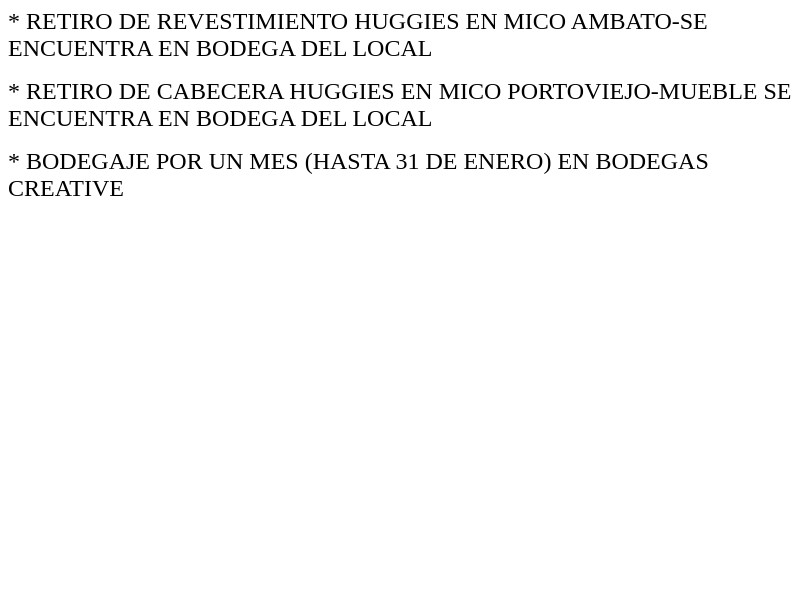 * RETIRO DE REVESTIMIENTO HUGGIES EN MICO AMBATO-SE
ENCUENTRA EN BODEGA DEL LOCAL
* RETIRO DE CABECERA HUGGIES EN MICO PORTOVIEJO-MUEBLE SE
ENCUENTRA EN BODEGA DEL LOCAL
* BODEGAJE POR UN MES (HASTA 31 DE ENERO) EN BODEGAS
CREATIVE